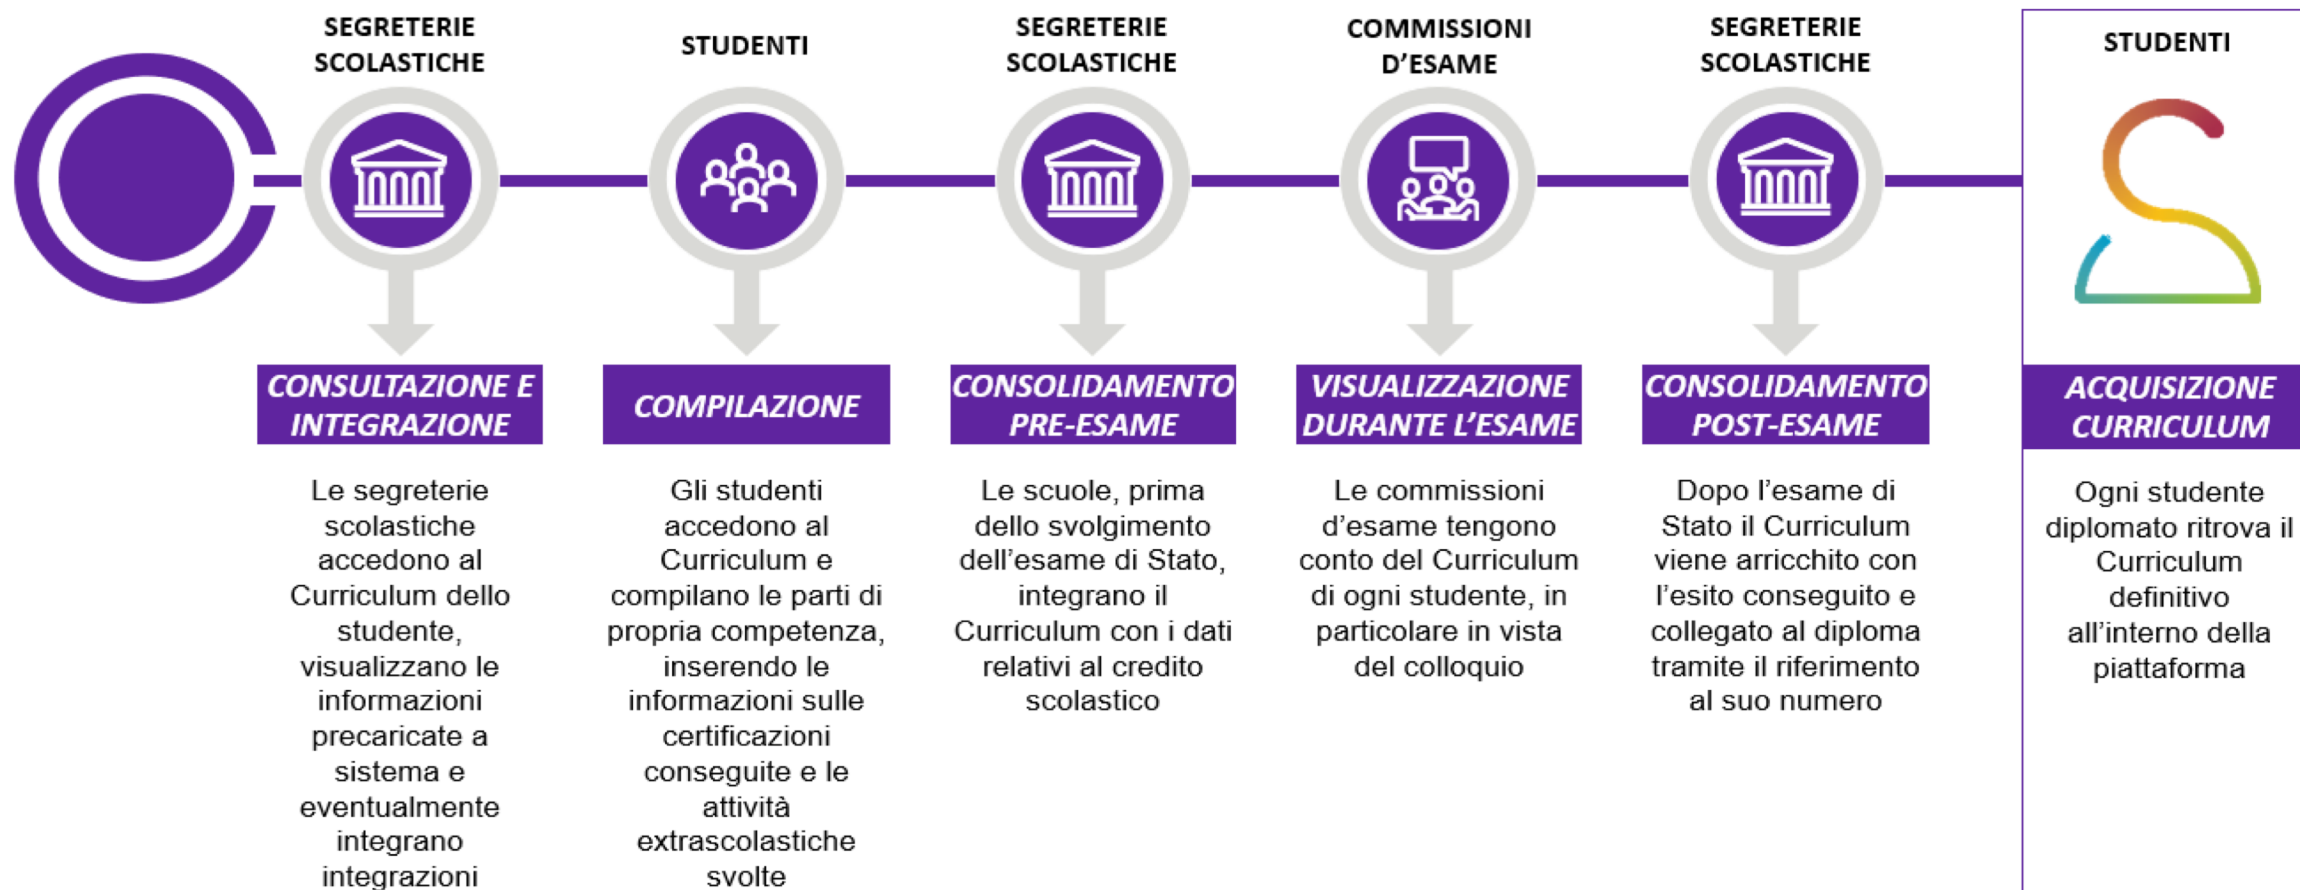 SEGRETERIE
SCOLASTICHE
CONSULTAZIONE E
INTEGRAZIONE
Le segreterie
scolastiche
accedono al
Curriculum dello
studente,
visualizzano le
informazioni
precaricate a
sistema e
eventualmente
integrano
integrazioni
STUDENTI
COMPILAZIONE
Gli studenti
accedono al
Curriculum e
compilano le parti di
propria competenza,
inserendo le
informazioni sulle
certificazioni
conseguite e le
attività
extrascolastiche
svolte
SEGRETERIE
SCOLASTICHE
CONSOLIDAMENTO
PRE-ESAME
Le scuole, prima
dello svolgimento
dell’esame di Stato,
integrano il
Curriculum con i dati
relativi al credito
scolastico
COMMISSIONI
D’ESAME
VISUALIZZAZIONE
DURANTE L’ESAME
Le commissioni
d’esame tengono
conto del Curriculum
di ogni studente, in
particolare in vista
del colloquio
SEGRETERIE
SCOLASTICHE
CONSOLIDAMENTO
POST-ESAME
Dopo l’esame di
Stato il Curriculum
viene arricchito con
l’esito conseguito e
collegato al diploma
tramite il riferimento
al suo numero
STUDENTI
ACQUISIZIONE
CURRICULUM
Ogni studente
diplomato ritrova il
Curriculum
definitivo
all’interno della
piattaforma